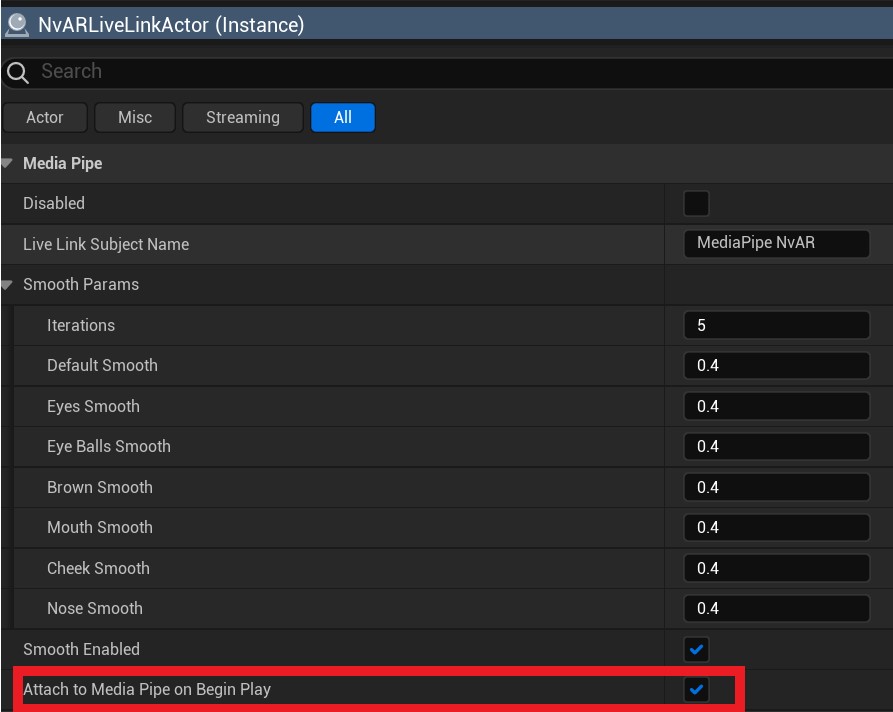 NvARLiveLinkActor (Instance)
Search
Actor Misc Streaming All
Media Pipe
Disabled
Live Link Subject Name MediaPipe NvAR
Smooth Params
Iterations 5
Default Smooth 0.4
Eyes Smooth 0.4
Eye Balls Smooth 0.4
Brown Smooth 0.4
Mouth Smooth 0.4
Cheek Smooth 0.4
Nose Smooth 0.4
Smooth Enabled
Attach to Media Pipe on Begin Play